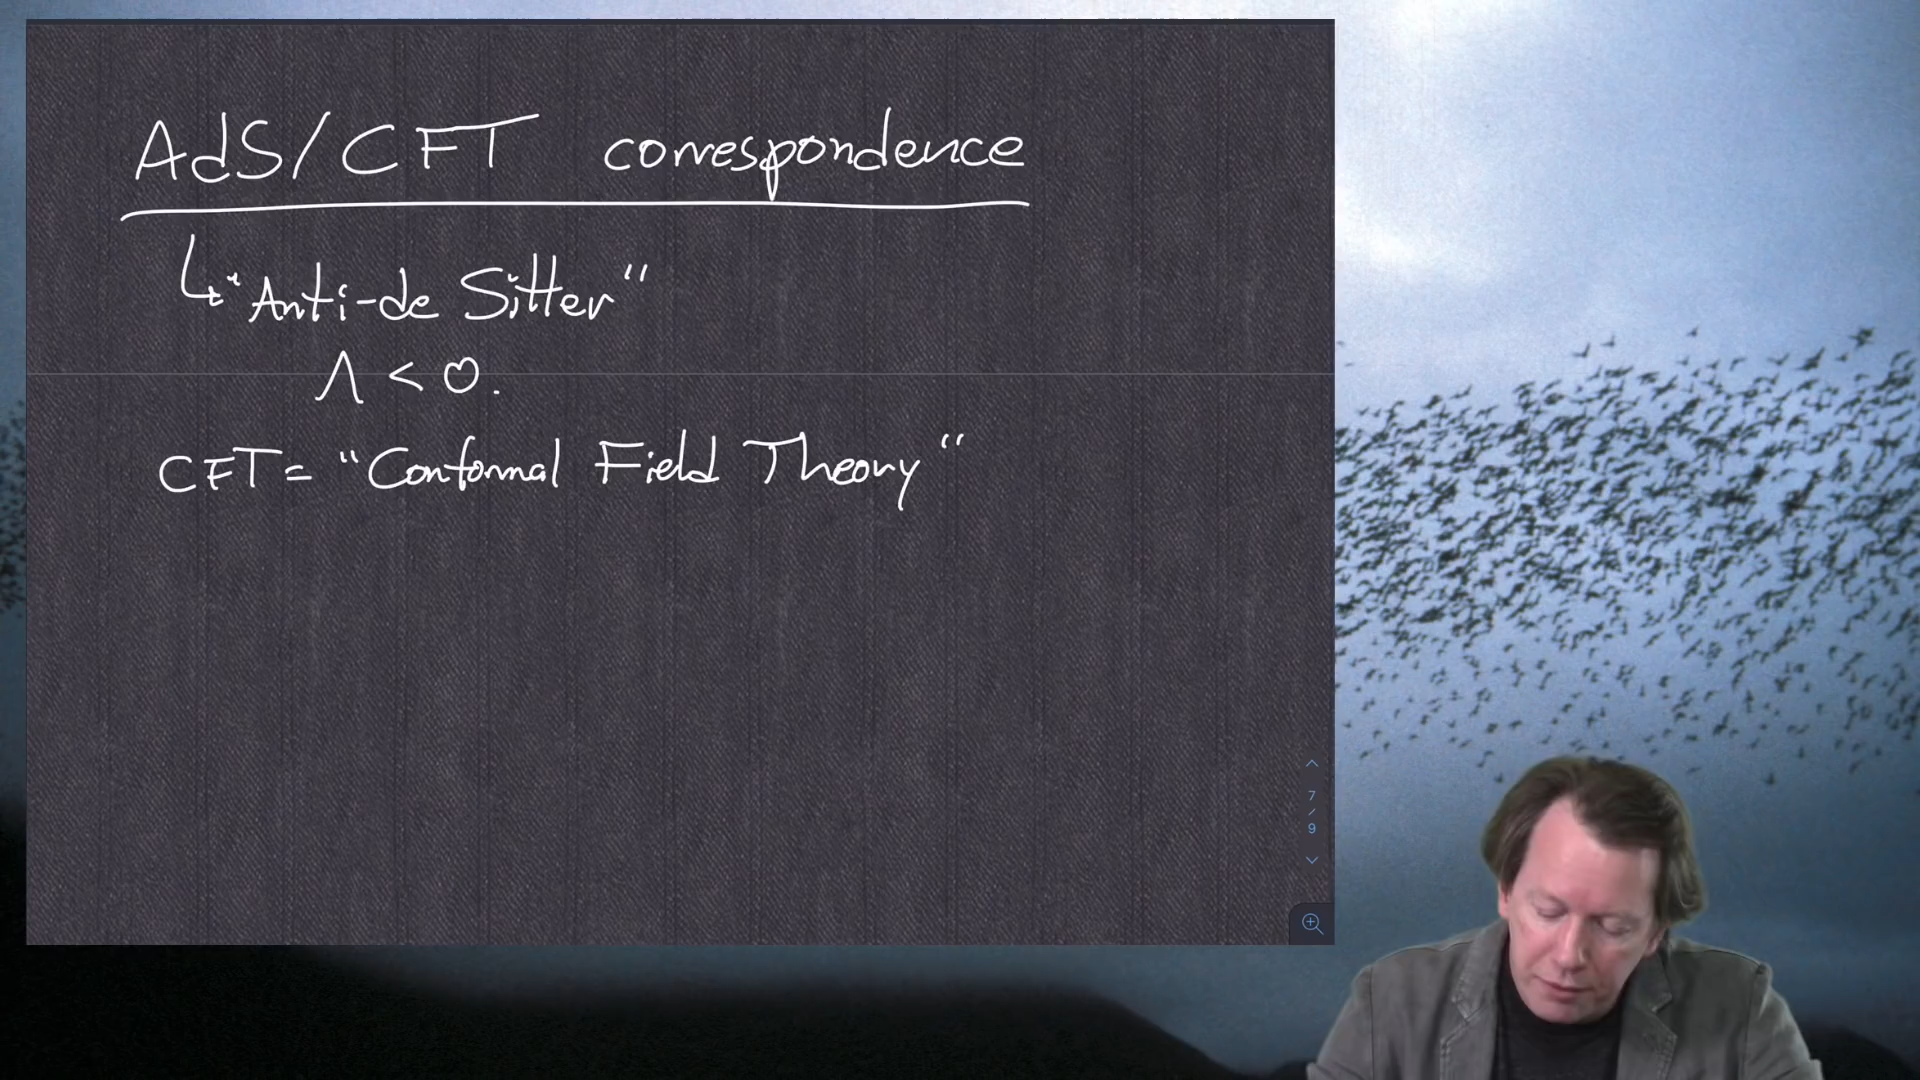 AdS/CFT correspondence
↳ "Anti-de Sitter"
Λ < 0.
CFT = "Conformal Field Theory"
7
/
9